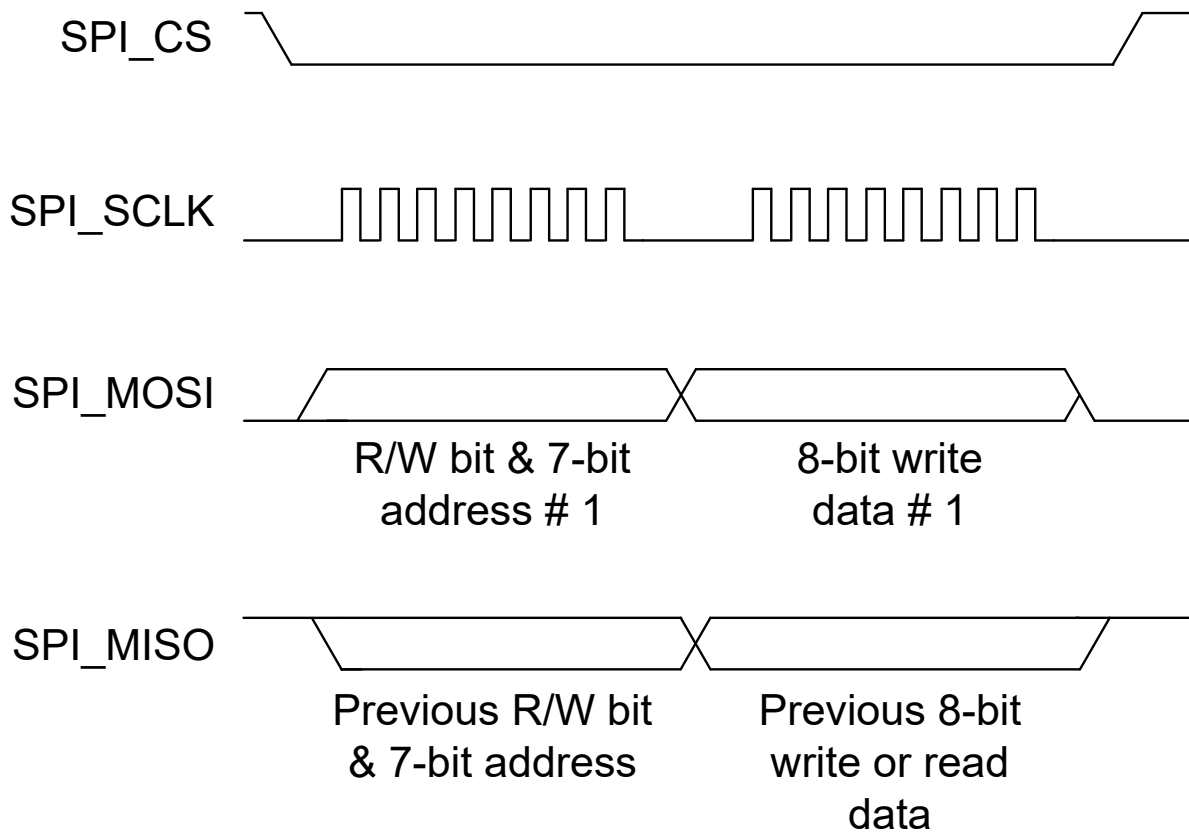 SPI_CS
SPI_SCLK
SPI_MOSI
R/W bit & 7-bit
address # 1
8-bit write
data # 1
SPI_MISO
Previous R/W bit
& 7-bit address
Previous 8-bit
write or read
data